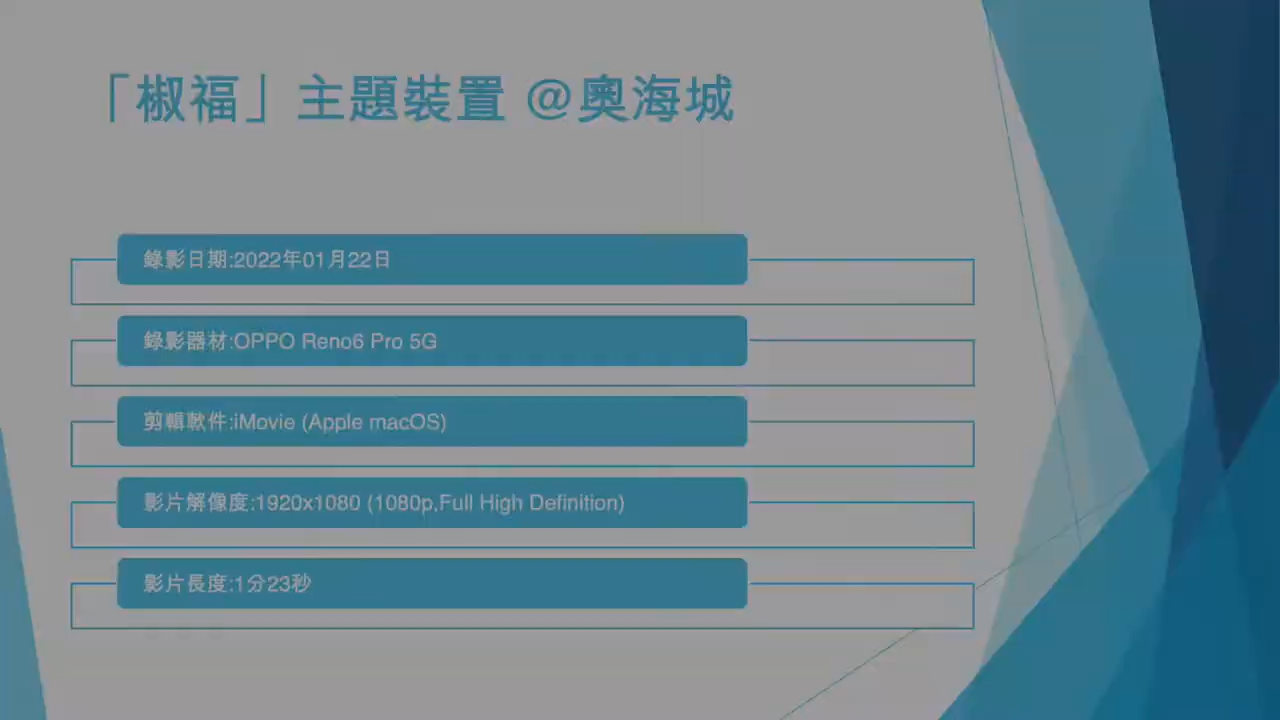 「椒福」主題裝置 @奧海城
錄影日期:2022年01月22日
錄影器材:OPPO Reno6 Pro 5G
剪輯軟件:iMovie (Apple macOS)
影片解像度:1920x1080 (1080p,Full High Definition)
影片長度:1分23秒